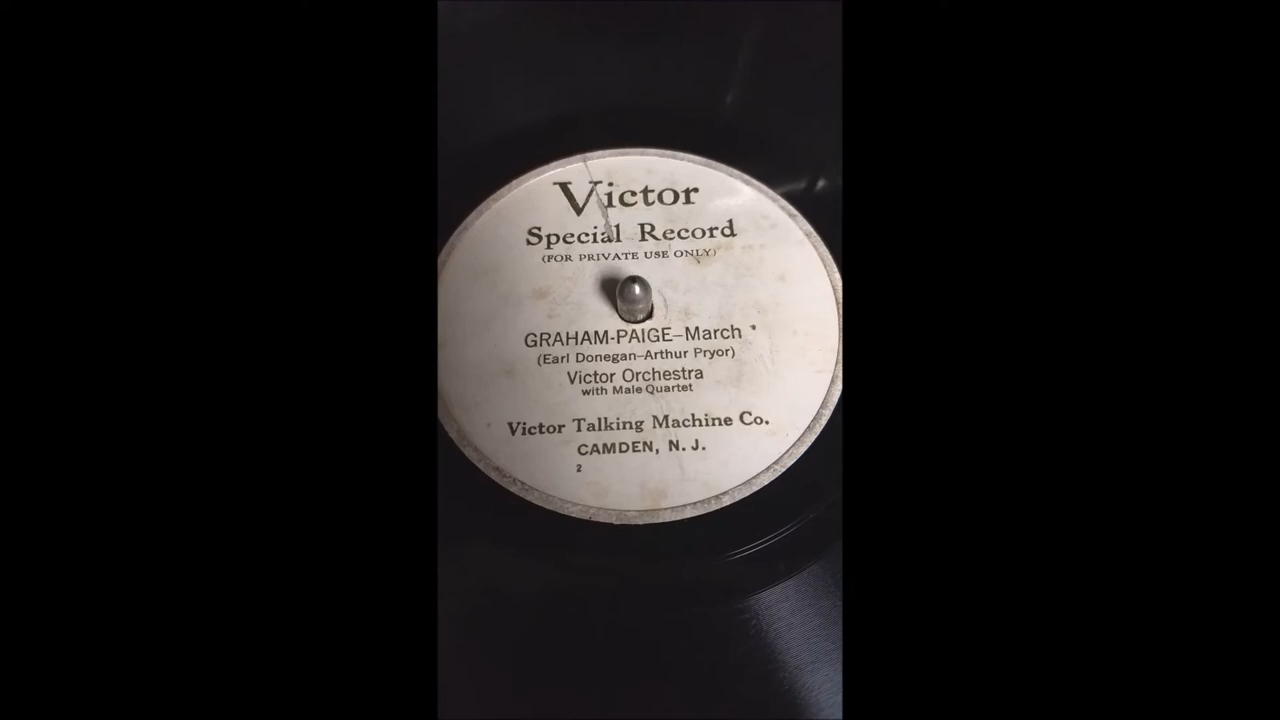 Victor
Special Record
(FOR PRIVATE USE ONLY)
GRAHAM-PAIGE–March
(Earl Donegan–Arthur Pryor)
Victor Orchestra
with Male Quartet
Victor Talking Machine Co.
CAMDEN, N. J.
2